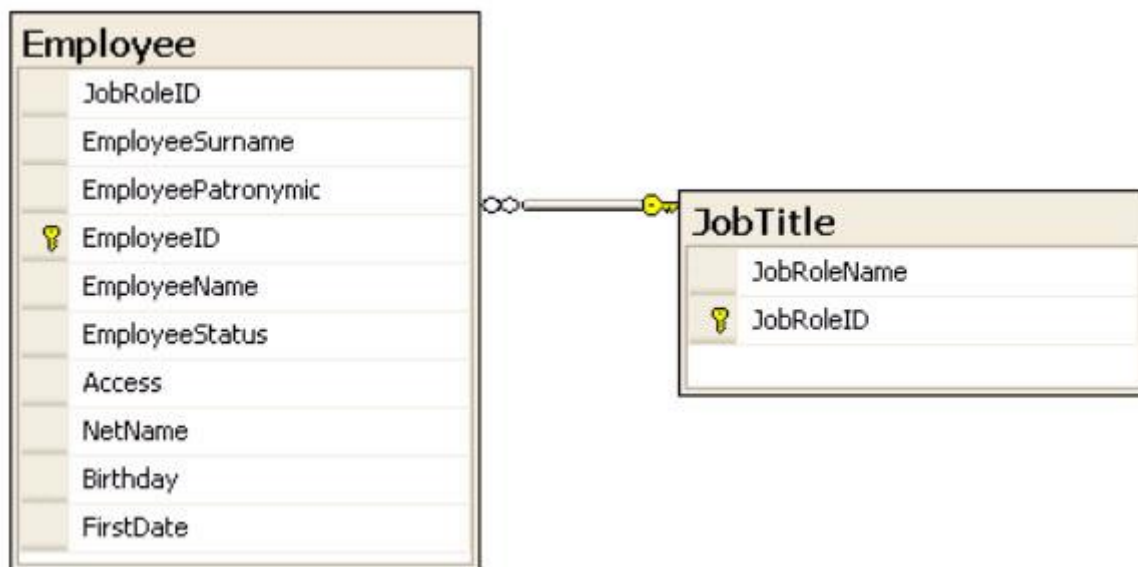 Employee
JobRoleID
EmployeeSurname
EmployeePatronymic
EmployeeID
EmployeeName
EmployeeStatus
Access
NetName
Birthday
FirstDate
JobTitle
JobRoleName
JobRoleID